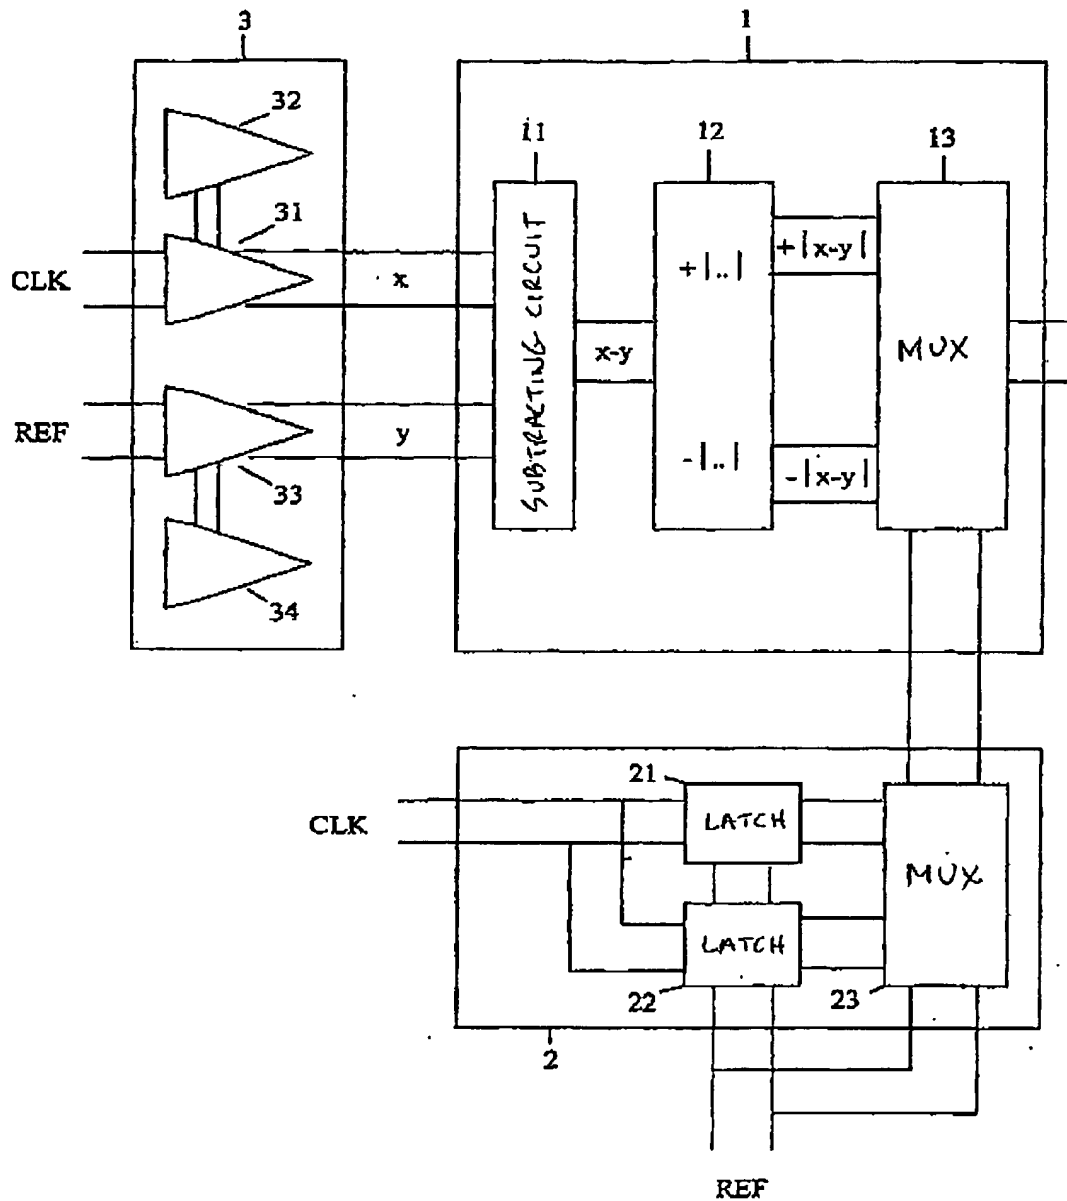 3
1
32
11
12
13
31
CLK
x
SUBTRACTING CIRCUIT
x-y
+|..|
+|x-y|
MUX
REF
y
33
-|..|
-|x-y|
34
21
CLK
LATCH
MUX
LATCH
22
23
2
REF